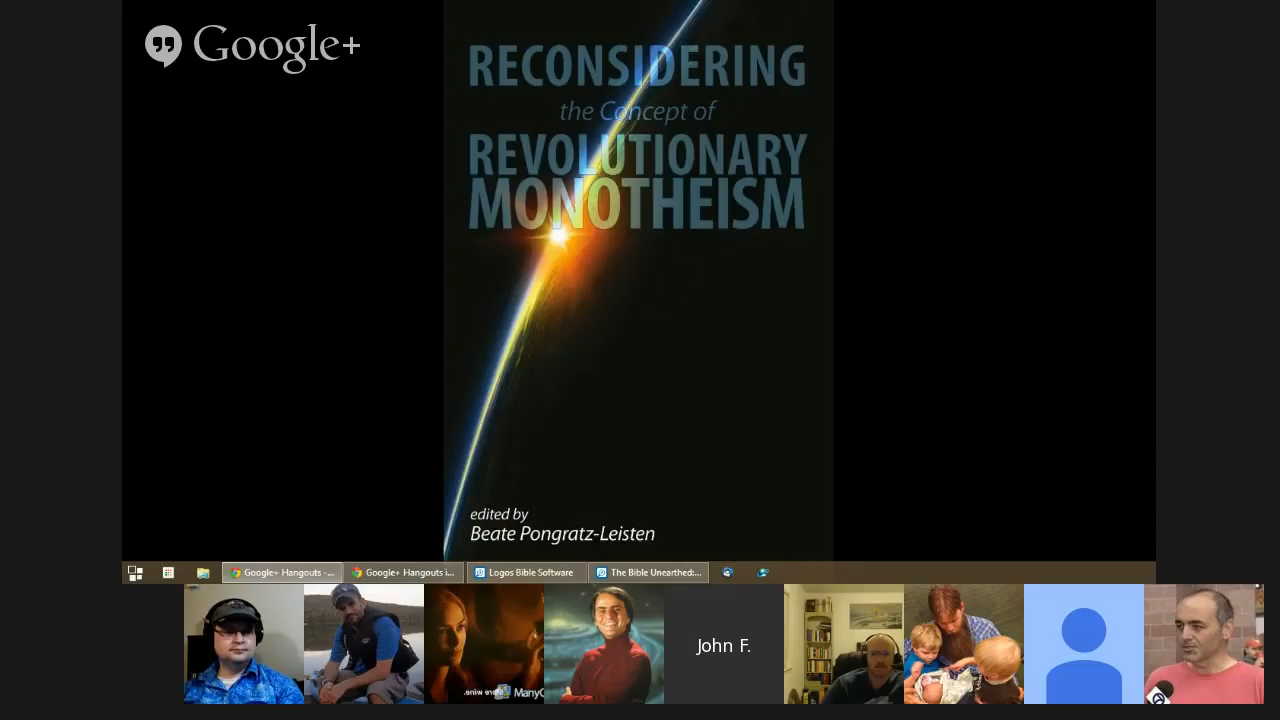 Google+
RECONSIDERING
the Concept of
REVOLUTIONARY
MONOTHEISM
edited by
Beate Pongratz-Leisten
Google+ Hangouts -...
Google+ Hangouts i...
Logos Bible Software
The Bible Unearthed:...
John F.